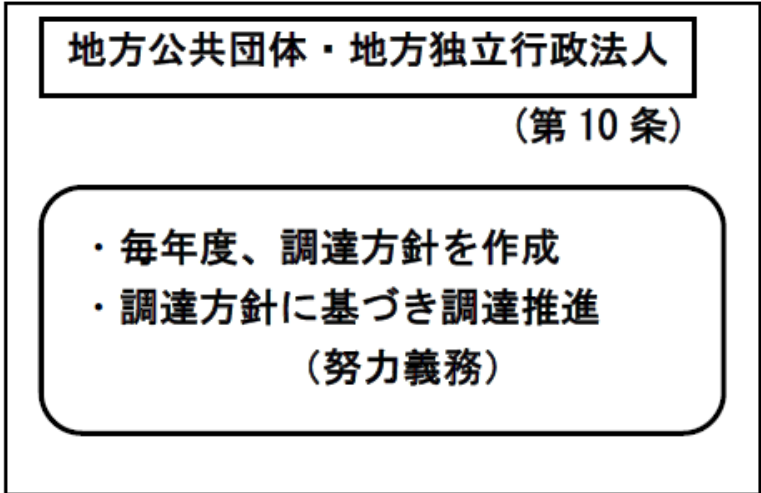 地方公共団体・地方独立行政法人
（第 10 条）
・毎年度、調達方針を作成
・調達方針に基づき調達推進
（努力義務）